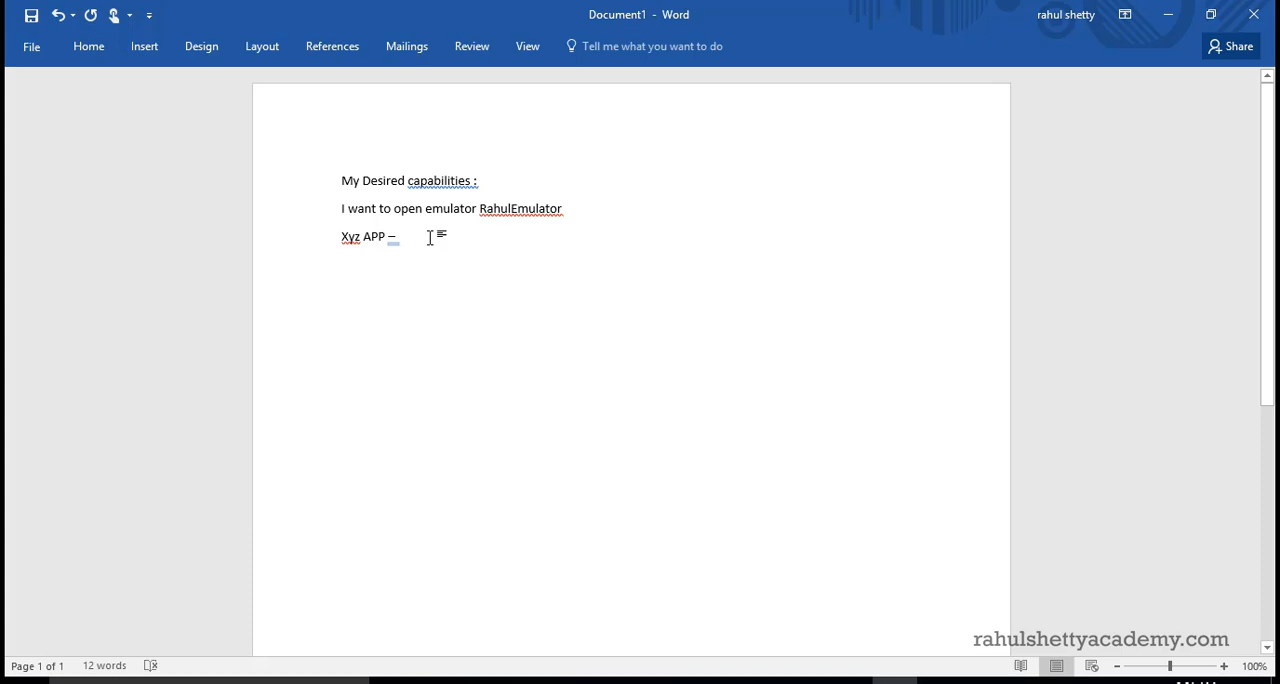 Document1 - Word
rahul shetty
File Home Insert Design Layout References Mailings Review View Tell me what you want to do Share
My Desired capabilities :
I want to open emulator RahulEmulator
Xyz APP –
rahulshettyacademy.com
Page 1 of 1 12 words 100%